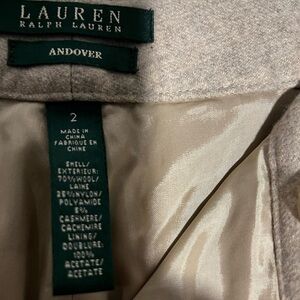 LAUREN
RALPH LAUREN
ANDOVER
2
MADE IN
CHINA
FABRIQUE EN
CHINE
SHELL/
EXTERIEUR:
70% WOOL/
LAINE
25% NYLON/
POLYAMIDE
5%
CASHMERE/
CACHEMIRE
LINING/
DOUBLURE:
100%
ACETATE/
ACETATE